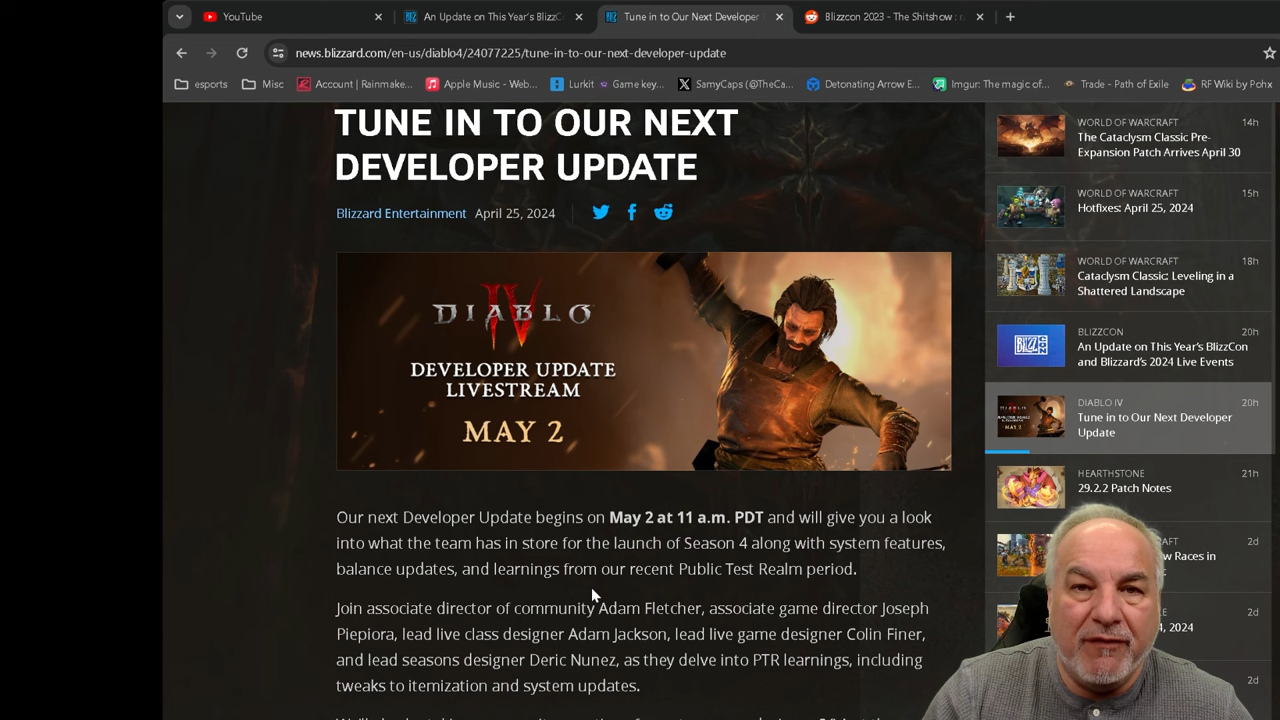 YouTube
An Update on This Year's BlizzC
Tune in to Our Next Developer
Blizzcon 2023 - The Shitshow : r
news.blizzard.com/en-us/diablo4/24077225/tune-in-to-our-next-developer-update
esports
Misc
Account | Rainmake...
Apple Music - Web...
Lurkit
Game key...
SamyCaps (@TheCa...
Detonating Arrow E...
Imgur: The magic of...
Trade - Path of Exile
RF Wiki by Pohx
TUNE IN TO OUR NEXT
DEVELOPER UPDATE
Blizzard Entertainment April 25, 2024
DIABLO IV
DEVELOPER UPDATE
LIVESTREAM
MAY 2
Our next Developer Update begins on May 2 at 11 a.m. PDT and will give you a look
into what the team has in store for the launch of Season 4 along with system features,
balance updates, and learnings from our recent Public Test Realm period.
Join associate director of community Adam Fletcher, associate game director Joseph
Piepiora, lead live class designer Adam Jackson, lead live game designer Colin Finer,
and lead seasons designer Deric Nunez, as they delve into PTR learnings, including
tweaks to itemization and system updates.
WORLD OF WARCRAFT 14h
The Cataclysm Classic Pre-
Expansion Patch Arrives April 30
WORLD OF WARCRAFT 15h
Hotfixes: April 25, 2024
WORLD OF WARCRAFT 18h
Cataclysm Classic: Leveling in a
Shattered Landscape
BLIZZCON 20h
BLIZZ
An Update on This Year's BlizzCon
and Blizzard's 2024 Live Events
DIABLO IV 20h
Tune in to Our Next Developer
Update
HEARTHSTONE 21h
29.2.2 Patch Notes
2d
Races in
2d
4, 2024
2d